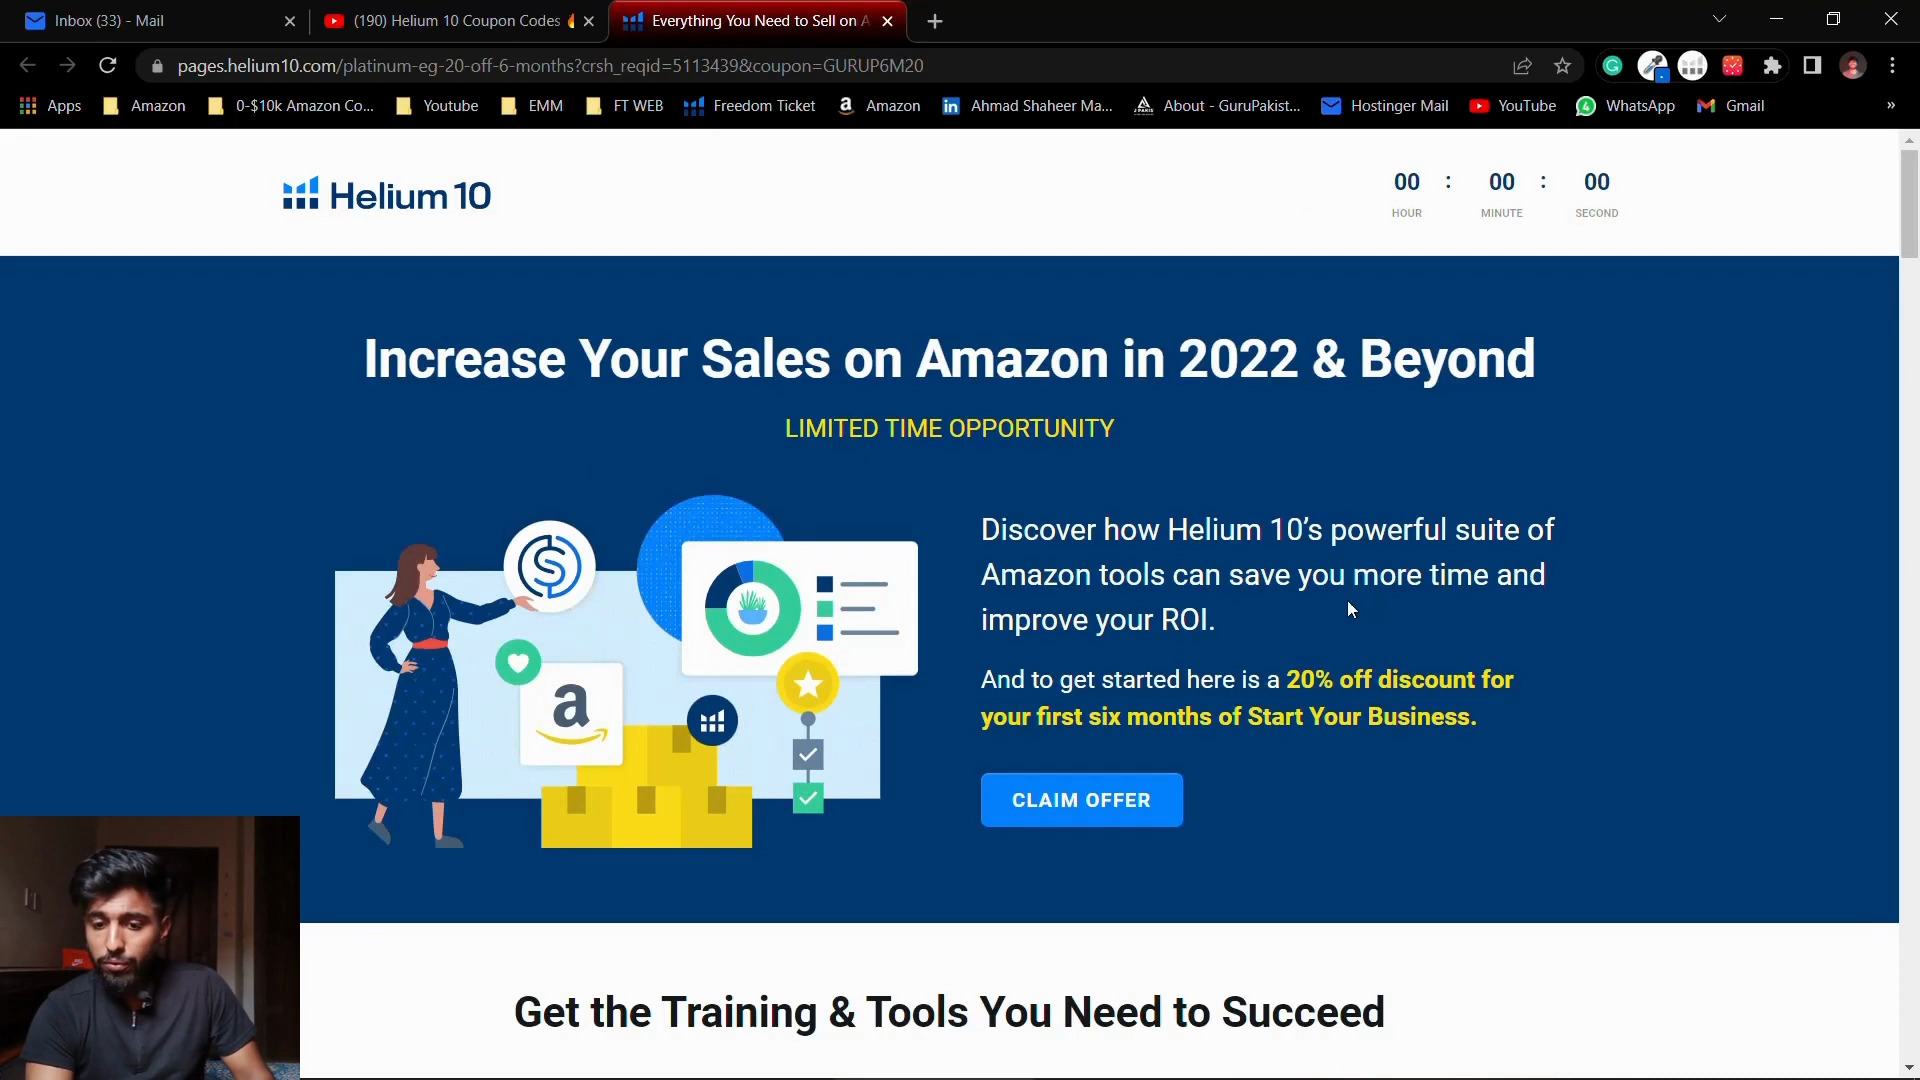 Inbox (33) - Mail
(190) Helium 10 Coupon Codes
Everything You Need to Sell on A
pages.helium10.com/platinum-eg-20-off-6-months?crsh_reqid=5113439&coupon=GURUP6M20
Apps
Amazon
0-$10k Amazon Co...
Youtube
EMM
FT WEB
Freedom Ticket
Amazon
Ahmad Shaheer Ma...
About - GuruPakist...
Hostinger Mail
YouTube
WhatsApp
Gmail
»
Helium 10
00 : 00 : 00
HOUR MINUTE SECOND
Increase Your Sales on Amazon in 2022 & Beyond
LIMITED TIME OPPORTUNITY
Discover how Helium 10’s powerful suite of
Amazon tools can save you more time and
improve your ROI.
And to get started here is a 20% off discount for
your first six months of Start Your Business.
CLAIM OFFER
Get the Training & Tools You Need to Succeed